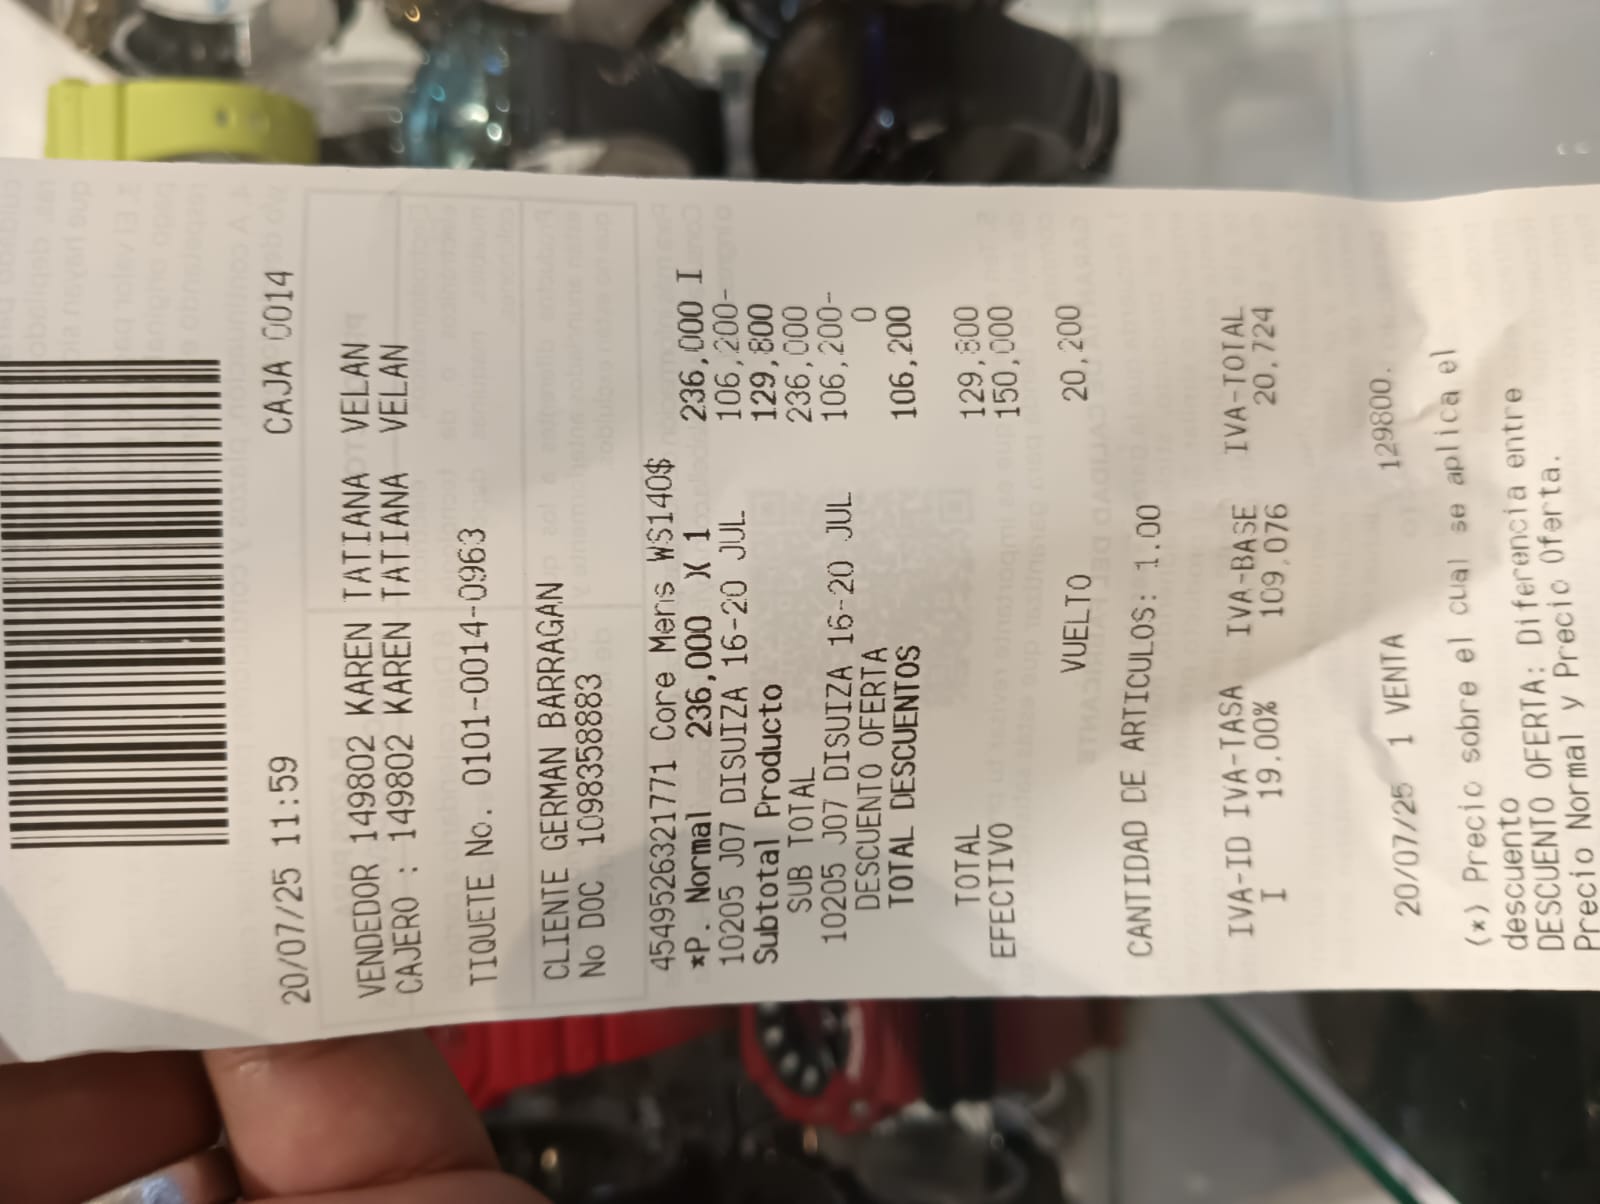 20/07/25 11:59 CAJA 0014
VENDEDOR 149802 KAREN TATIANA VELAN
CAJERO : 149802 KAREN TATIANA VELAN
TIQUETE No. 0101-0014-0963
CLIENTE GERMAN BARRAGAN
No DOC 1098358883
4549526321771 Core Mens WS140$
*P. Normal 236,000 X 1 236,000 I
10205 J07 DISUIZA 16-20 JUL 106,200-
Subtotal Producto 129,800
SUB TOTAL 236,000
10205 J07 DISUIZA 16-20 JUL 106,200-
DESCUENTO OFERTA 0
TOTAL DESCUENTOS 106,200
TOTAL 129,800
EFECTIVO 150,000
VUELTO 20,200
CANTIDAD DE ARTICULOS: 1.00
IVA-ID IVA-TASA IVA-BASE IVA-TOTAL
I 19.00% 109,076 20,724
20/07/25 1 VENTA 129800.
(*) Precio sobre el cual se aplica el
descuento
DESCUENTO OFERTA: Diferencia entre
Precio Normal y Precio Oferta.